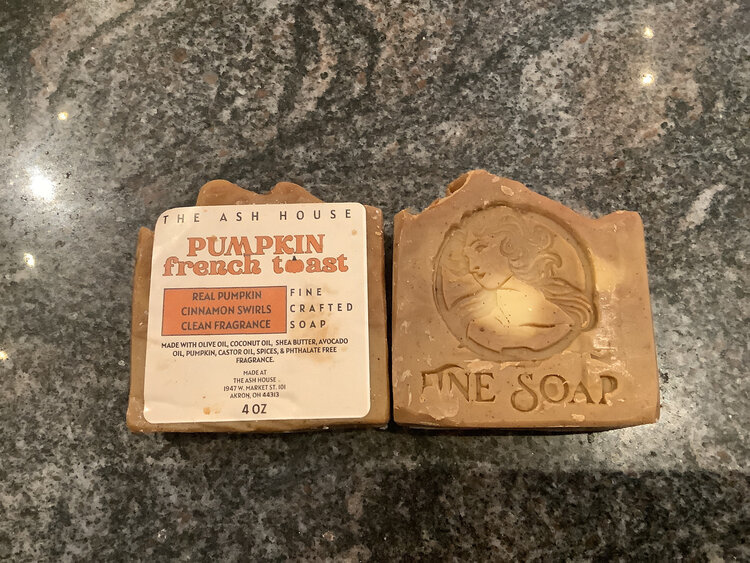 THE ASH HOUSE
PUMPKIN
french toast
REAL PUMPKIN
CINNAMON SWIRLS
CLEAN FRAGRANCE
FINE
CRAFTED
SOAP
MADE WITH OLIVE OIL, COCONUT OIL, SHEA BUTTER, AVOCADO
OIL, PUMPKIN, CASTOR OIL, SPICES, & PHTHALATE FREE
FRAGRANCE.
MADE AT
THE ASH HOUSE
1947 W. MARKET ST. 101
AKRON, OH 44313
4 OZ
FINE SOAP